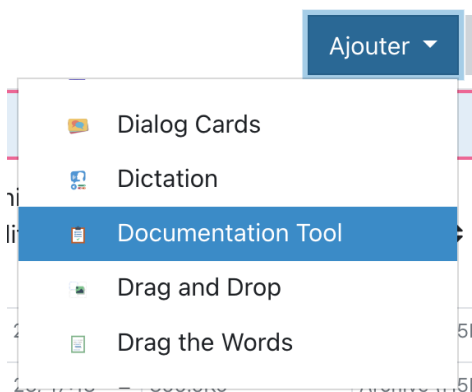 Ajouter
Dialog Cards
Dictation
Documentation Tool
Drag and Drop
Drag the Words